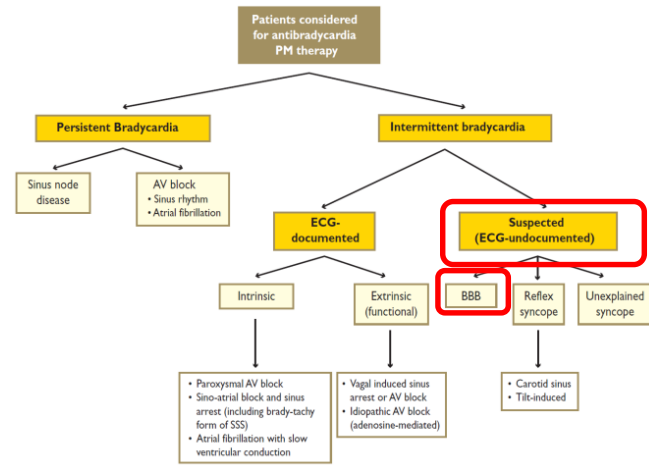 Patients considered
for antibradycardia
PM therapy
Persistent Bradycardia
Intermittent bradycardia
Sinus node
disease
AV block
• Sinus rhythm
• Atrial fibrillation
ECG-
documented
Suspected
(ECG-undocumented)
Intrinsic
Extrinsic
(functional)
BBB
Reflex
syncope
Unexplained
syncope
• Paroxysmal AV block
• Sino-atrial block and sinus
arrest (including brady-tachy
form of SSS)
• Atrial fibrillation with slow
ventricular conduction
• Vagal induced sinus
arrest or AV block
• Idiopathic AV block
(adenosine-mediated)
• Carotid sinus
• Tilt-induced